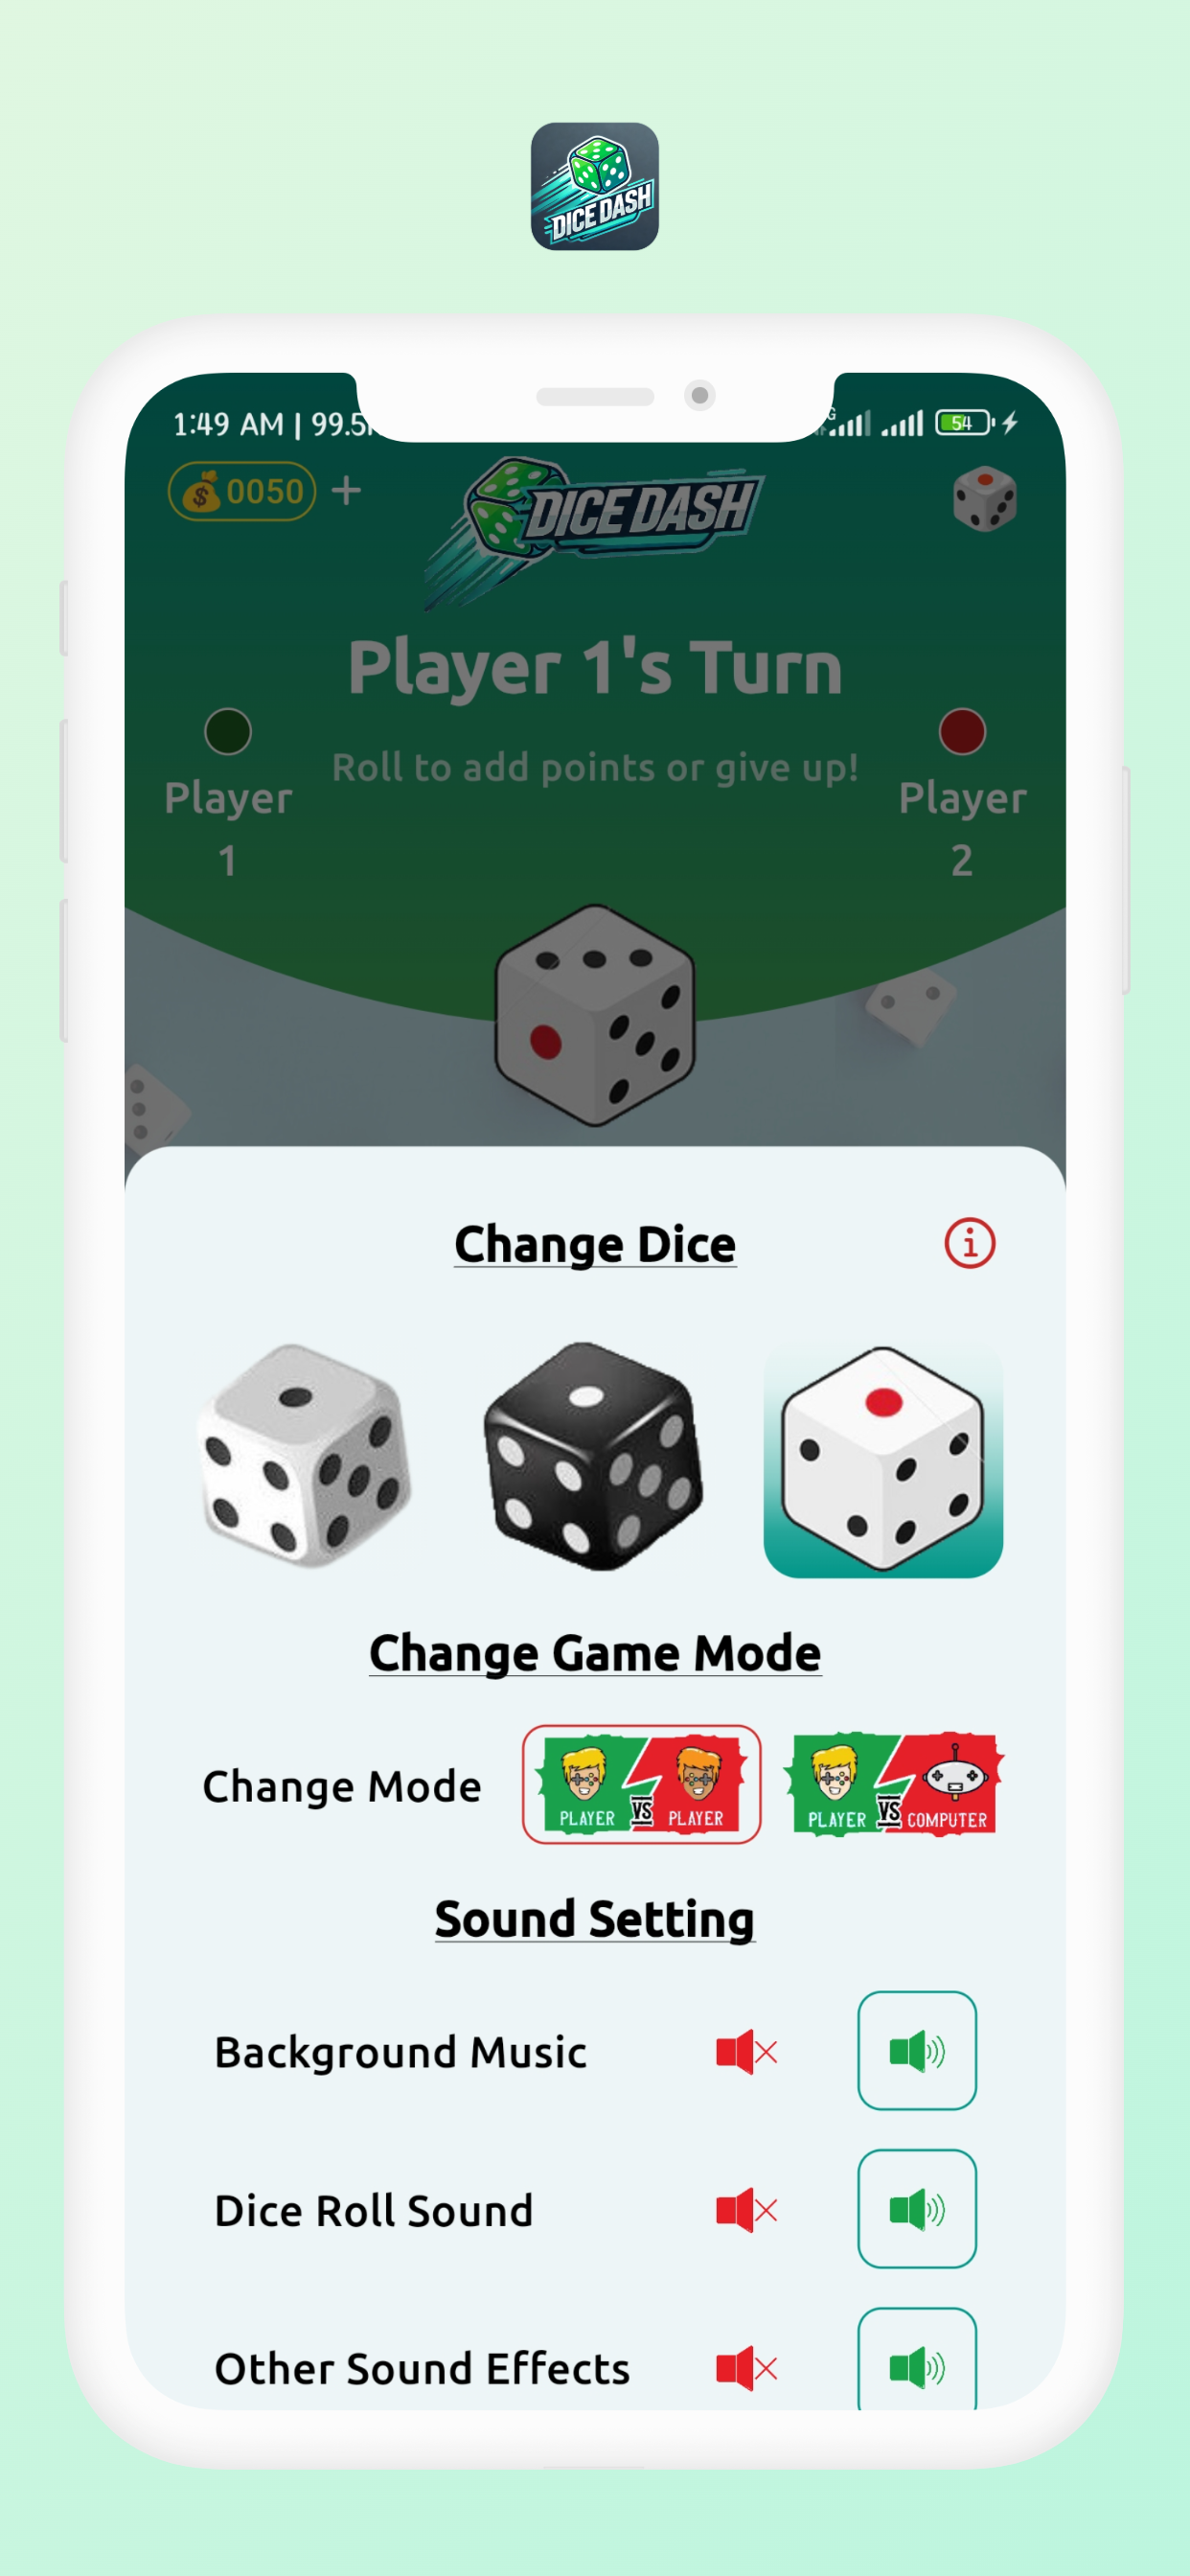 DICE DASH
1:49 AM | 99.5
54
$ 0050 +
DICE DASH
Player 1's Turn
Roll to add points or give up!
Player
1
Player
2
Change Dice
i
Change Game Mode
Change Mode
PLAYER VS PLAYER
PLAYER VS COMPUTER
Sound Setting
Background Music
Dice Roll Sound
Other Sound Effects